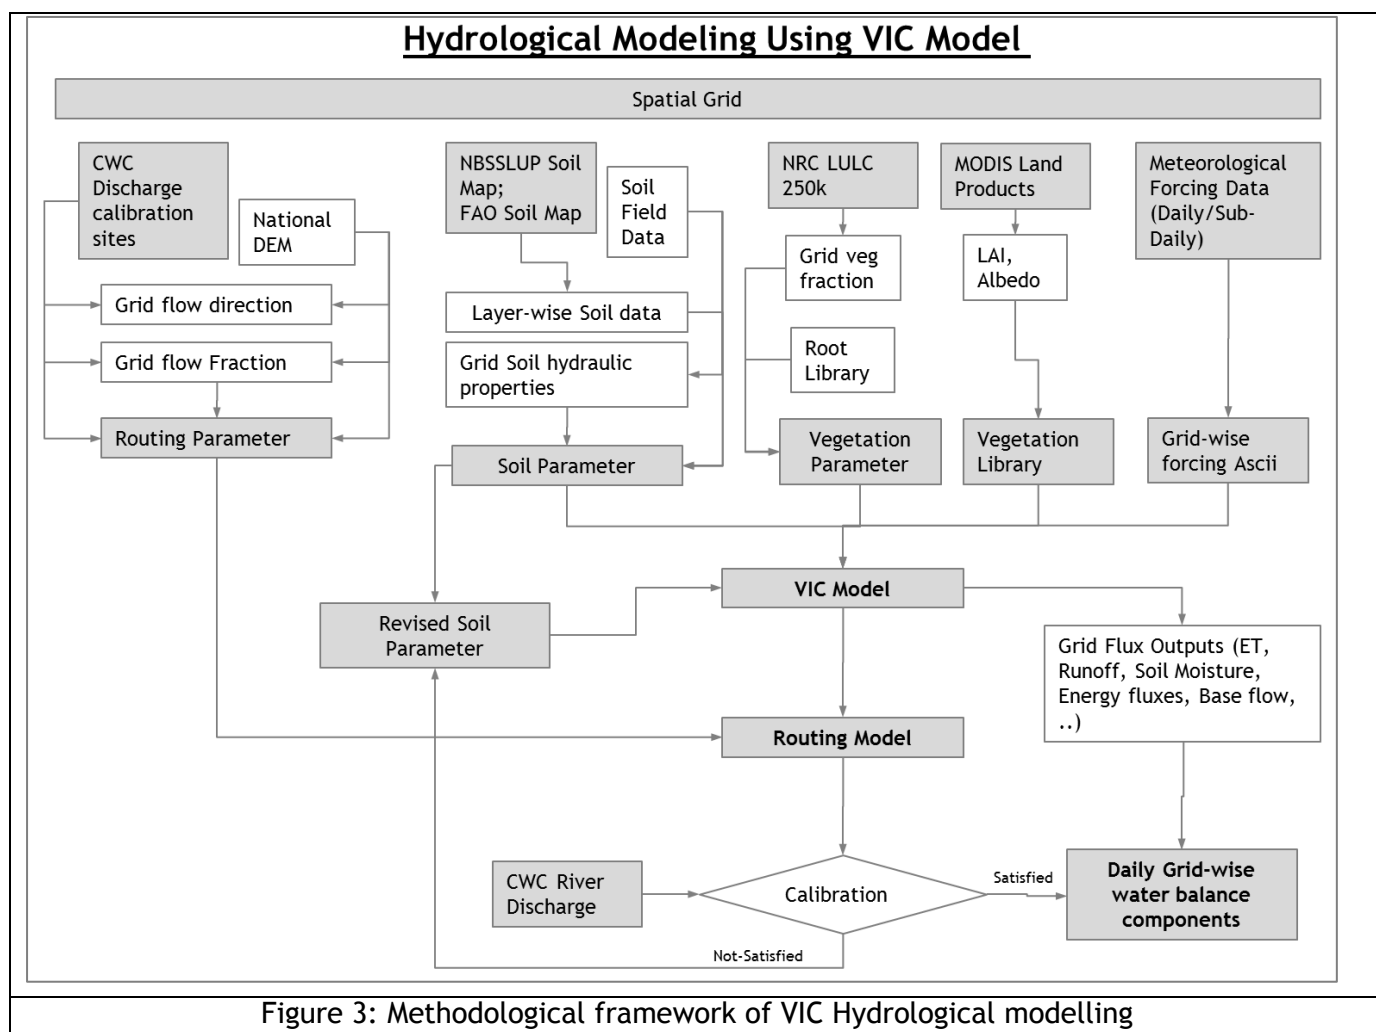 Hydrological Modeling Using VIC Model
Spatial Grid
CWC
Discharge
calibration
sites
National
DEM
Grid flow direction
Grid flow Fraction
Routing Parameter
NBSSLUP Soil
Map;
FAO Soil Map
Soil
Field
Data
Layer-wise Soil data
Grid Soil hydraulic
properties
Soil Parameter
NRC LULC
250k
Grid veg
fraction
Root
Library
Vegetation
Parameter
MODIS Land
Products
LAI,
Albedo
Vegetation
Library
Meteorological
Forcing Data
(Daily/Sub-
Daily)
Grid-wise
forcing Ascii
VIC Model
Revised Soil
Parameter
Grid Flux Outputs (ET,
Runoff, Soil Moisture,
Energy fluxes, Base flow,
..)
Routing Model
CWC River
Discharge
Calibration
Satisfied
Daily Grid-wise
water balance
components
Not-Satisfied
Figure 3: Methodological framework of VIC Hydrological modelling